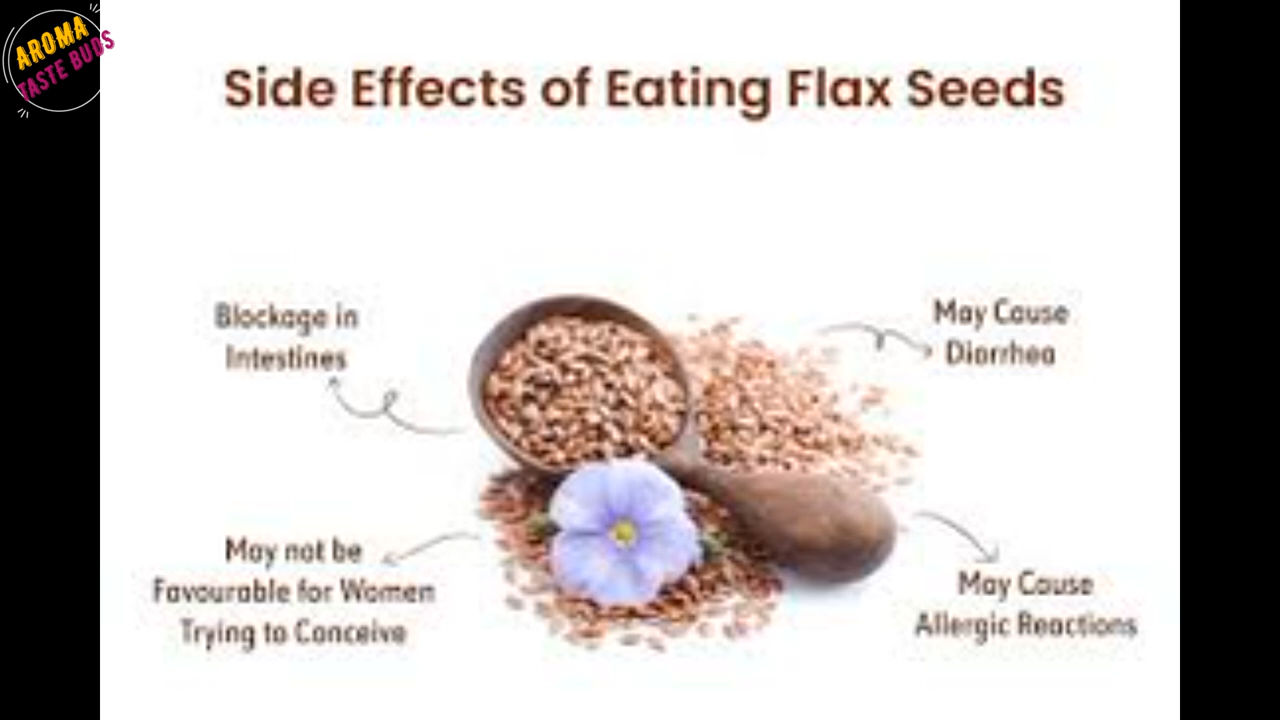 AROMA
TASTE BUDS
Side Effects of Eating Flax Seeds
Blockage in
Intestines
May Cause
Diarrhea
May not be
Favourable for Women
Trying to Conceive
May Cause
Allergic Reactions